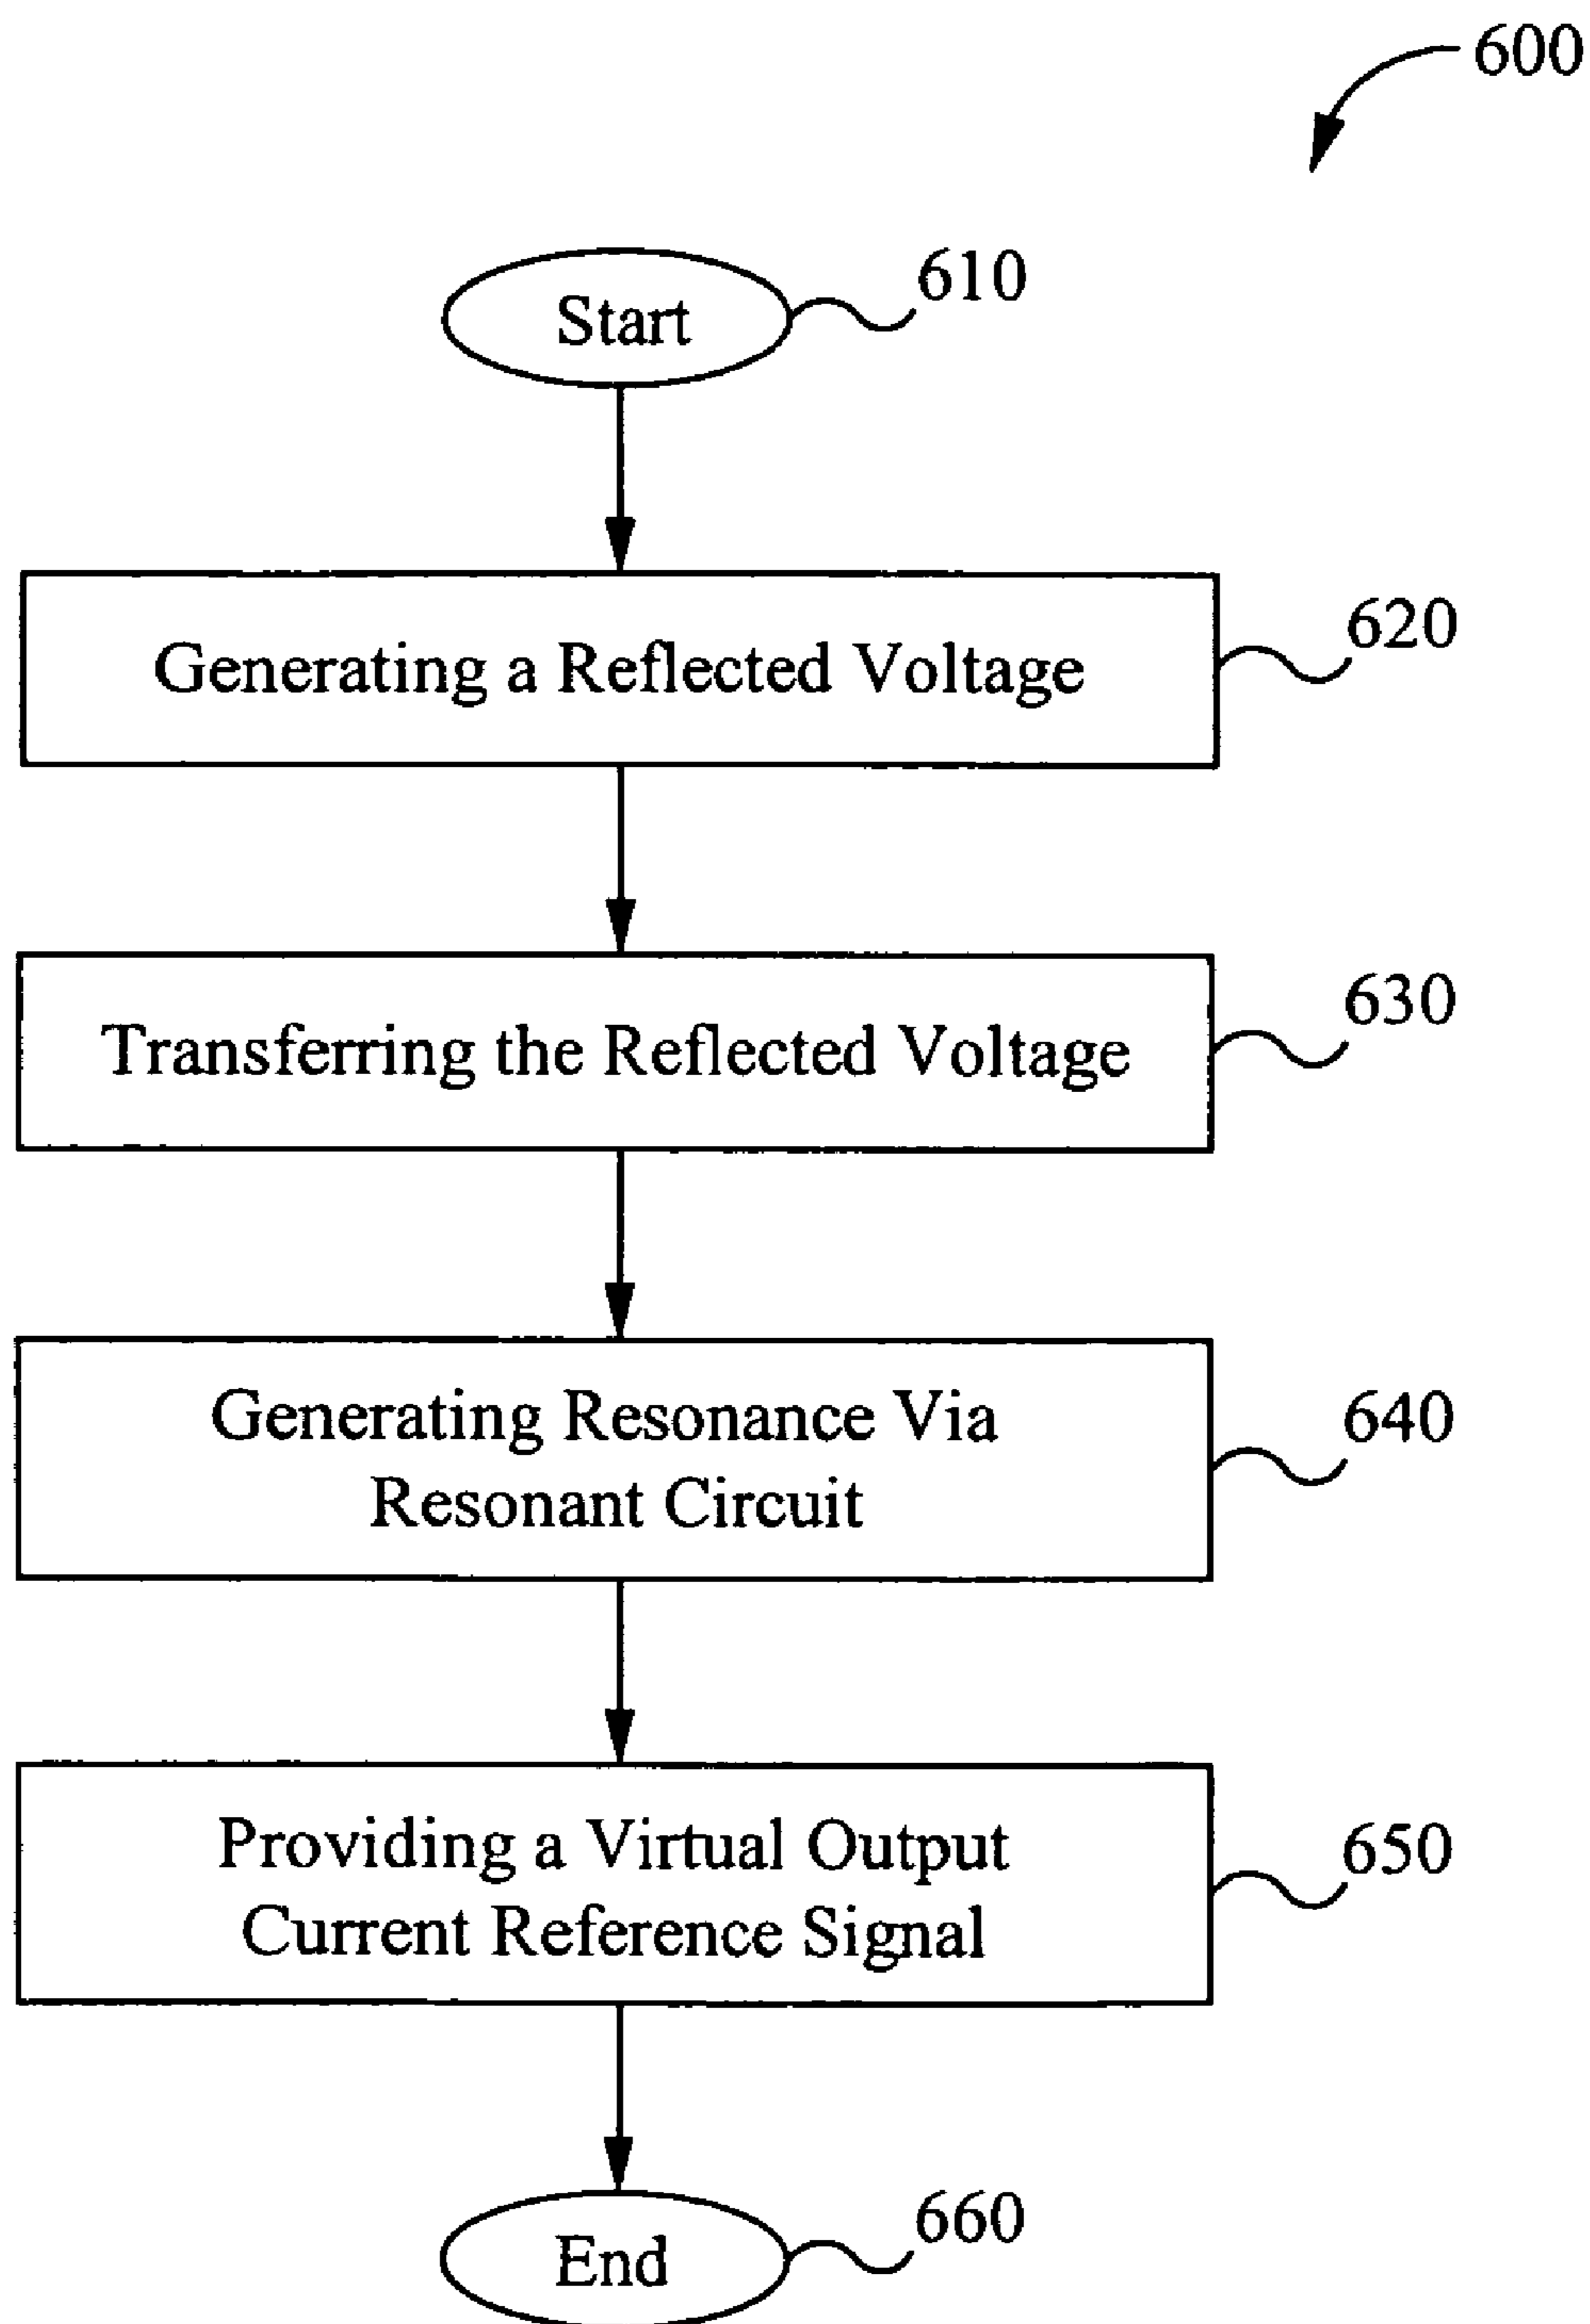 600
Start
610
Generating a Reflected Voltage
620
Transferring the Reflected Voltage
630
Generating Resonance Via
Resonant Circuit
640
Providing a Virtual Output
Current Reference Signal
650
End
660